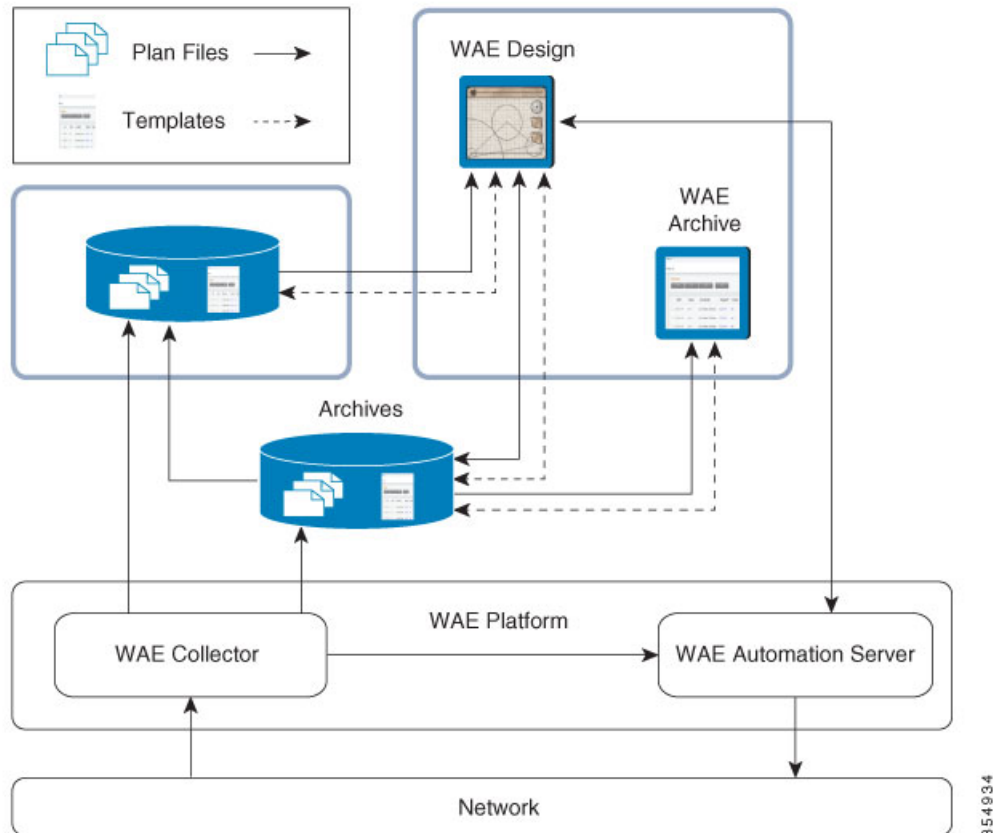 Plan Files
Templates
WAE Design
WAE
Archive
Archives
WAE Platform
WAE Collector
WAE Automation Server
Network
354934